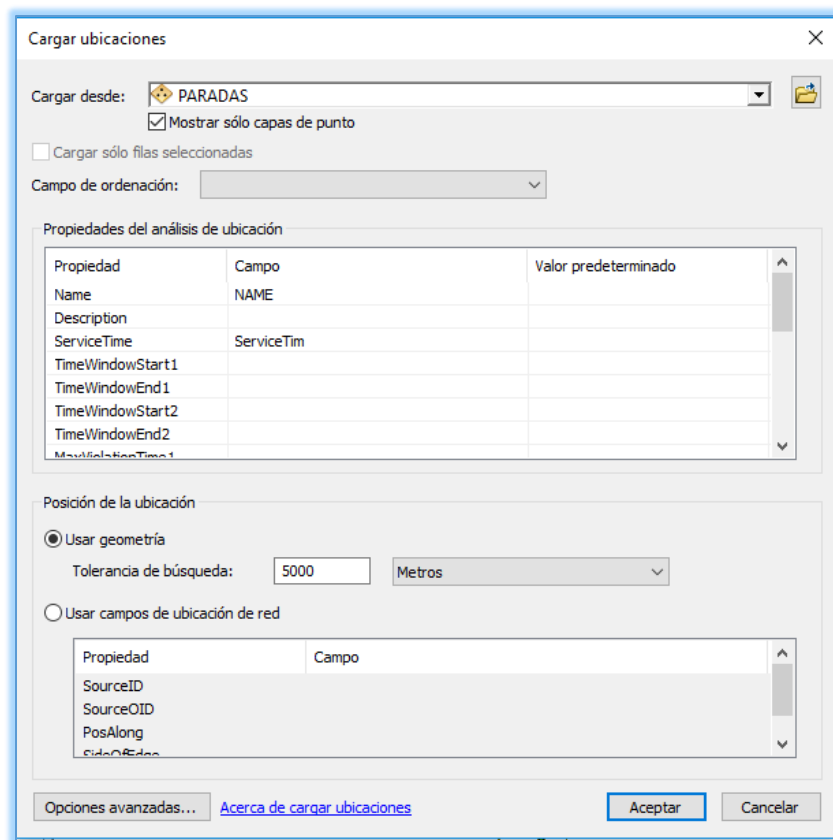 Cargar ubicaciones
Cargar desde: PARADAS
Mostrar sólo capas de punto
Cargar sólo filas seleccionadas
Campo de ordenación:
Propiedades del análisis de ubicación
Propiedad Campo Valor predeterminado
Name NAME
Description
ServiceTime ServiceTim
TimeWindowStart1
TimeWindowEnd1
TimeWindowStart2
TimeWindowEnd2
MaxViolationTime1
Posición de la ubicación
Usar geometría
Tolerancia de búsqueda: 5000 Metros
Usar campos de ubicación de red
Propiedad Campo
SourceID
SourceOID
PosAlong
SideOfEdge
Opciones avanzadas... Acerca de cargar ubicaciones Aceptar Cancelar